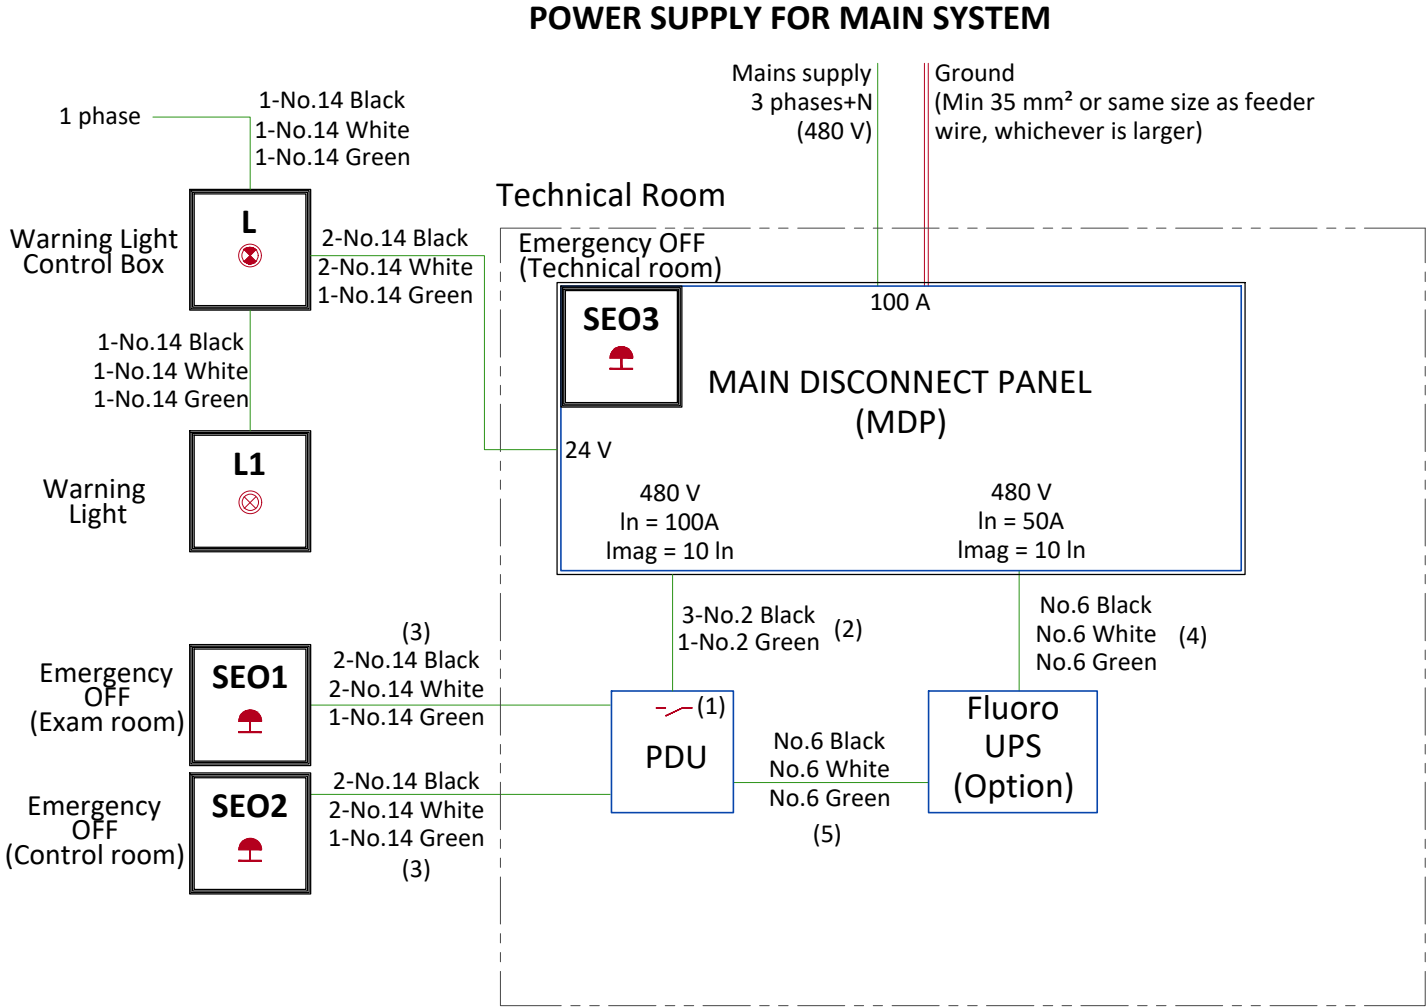 POWER SUPPLY FOR MAIN SYSTEM
Mains supply
3 phases+N
(480 V)
Ground
(Min 35 mm² or same size as feeder
wire, whichever is larger)
1 phase
1-No.14 Black
1-No.14 White
1-No.14 Green
Technical Room
Warning Light
Control Box
L
2-No.14 Black
2-No.14 White
1-No.14 Green
Emergency OFF
(Technical room)
SEO3
100 A
MAIN DISCONNECT PANEL
(MDP)
1-No.14 Black
1-No.14 White
1-No.14 Green
24 V
Warning
Light
L1
480 V
In = 100A
Imag = 10 In
480 V
In = 50A
Imag = 10 In
3-No.2 Black
1-No.2 Green
(2)
No.6 Black
No.6 White
No.6 Green
(4)
Emergency
OFF
(Exam room)
SEO1
(3)
2-No.14 Black
2-No.14 White
1-No.14 Green
(1)
PDU
No.6 Black
No.6 White
No.6 Green
(5)
Fluoro
UPS
(Option)
Emergency
OFF
(Control room)
SEO2
2-No.14 Black
2-No.14 White
1-No.14 Green
(3)